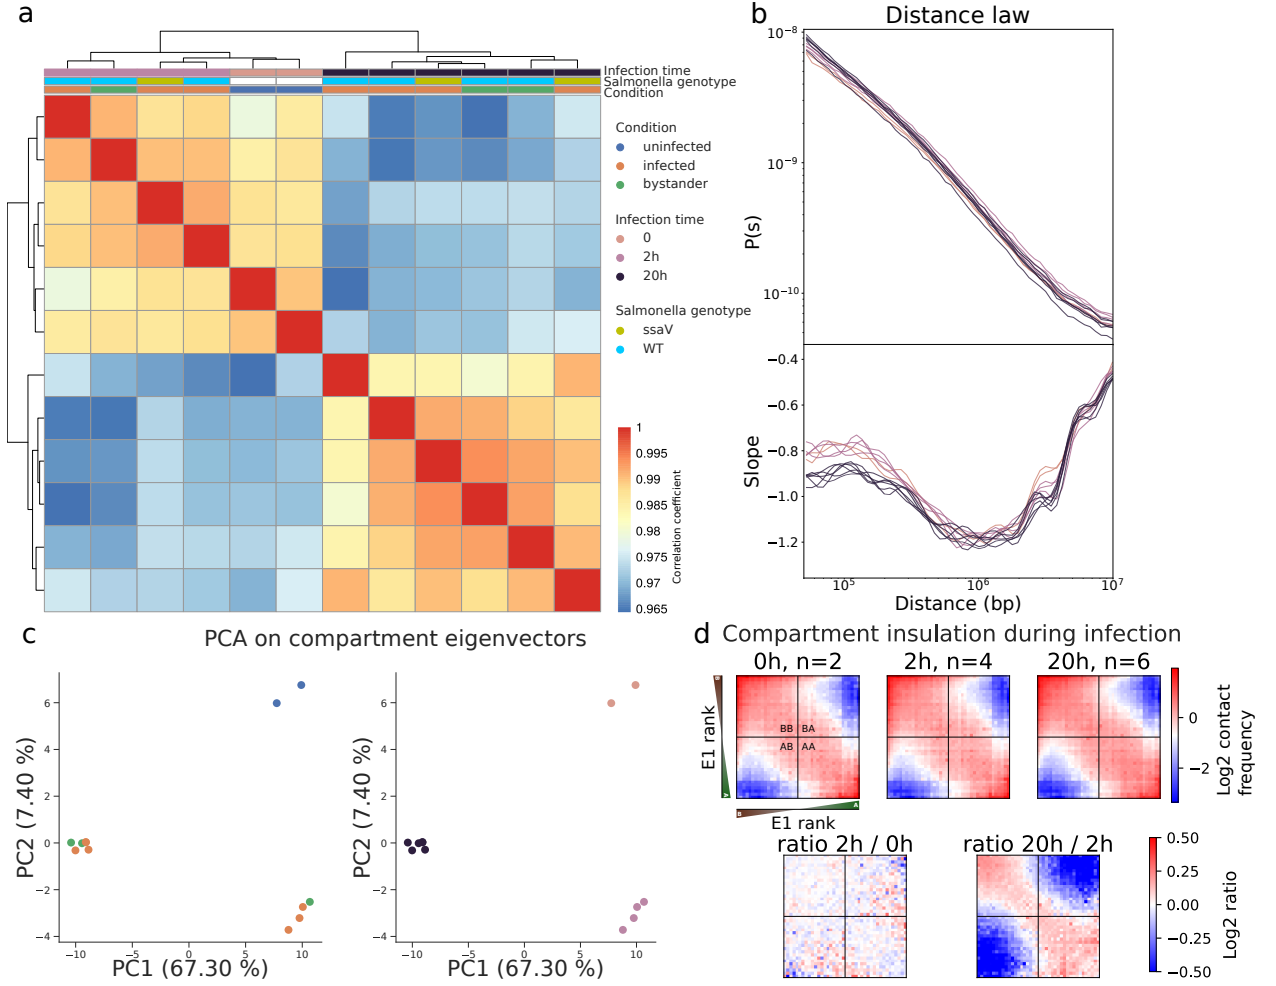 a
Infection time
Salmonella genotype
Condition
Condition
uninfected
infected
bystander
Infection time
0
2h
20h
Salmonella genotype
ssaV
WT
1
0.995
0.99
0.985
0.98
0.975
0.97
0.965
Correlation coefficient
b
Distance law
10⁻⁸
10⁻⁹
10⁻¹⁰
P(s)
−0.4
−0.6
−0.8
−1.0
−1.2
Slope
10⁵
10⁶
10⁷
Distance (bp)
c
PCA on compartment eigenvectors
6
4
2
0
−2
−4
PC2 (7.40 %)
−10
−5
0
5
10
PC1 (67.30 %)
6
4
2
0
−2
−4
PC2 (7.40 %)
−10
−5
0
5
10
PC1 (67.30 %)
d
Compartment insulation during infection
0h, n=2
2h, n=4
20h, n=6
B
A
E1 rank
BB
BA
AB
AA
B
A
E1 rank
0
−2
Log2 contact
frequency
ratio 2h / 0h
ratio 20h / 2h
0.50
0.25
0.00
−0.25
−0.50
Log2 ratio